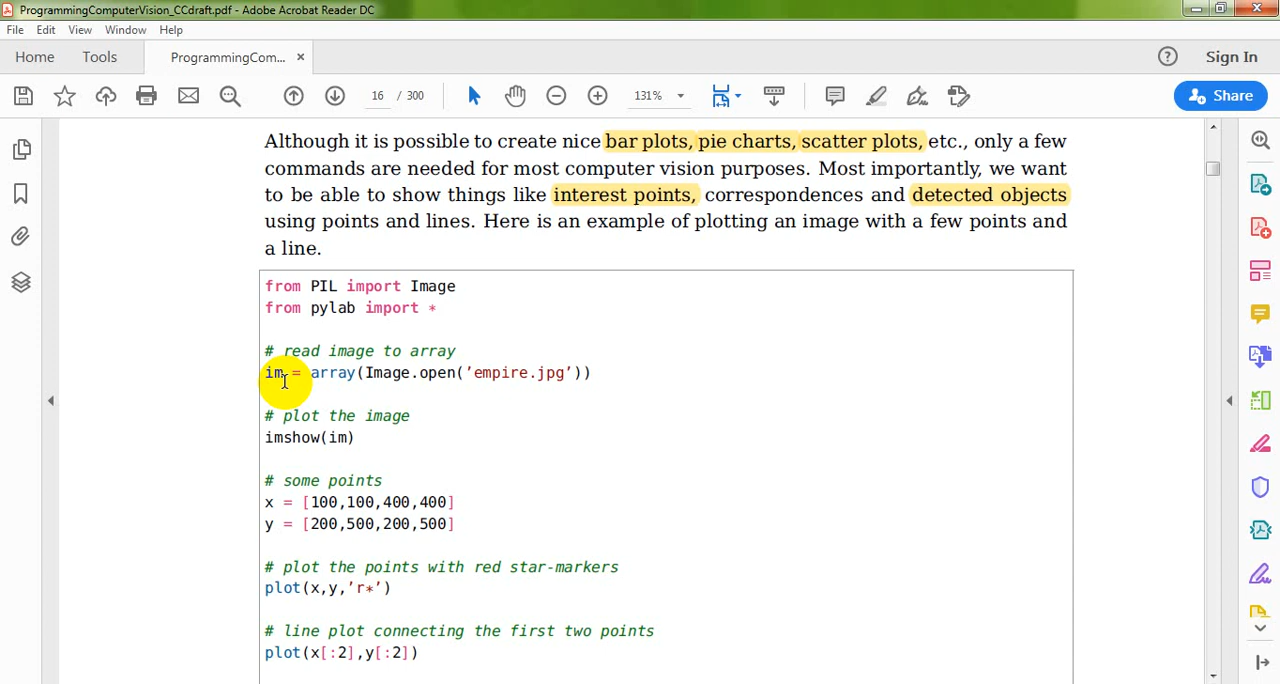 ProgrammingComputerVision_CCdraft.pdf - Adobe Acrobat Reader DC
File Edit View Window Help
Home Tools ProgrammingCom... × Sign In
16 / 300 131% Share
Although it is possible to create nice bar plots, pie charts, scatter plots, etc., only a few
commands are needed for most computer vision purposes. Most importantly, we want
to be able to show things like interest points, correspondences and detected objects
using points and lines. Here is an example of plotting an image with a few points and
a line.
from PIL import Image
from pylab import *
# read image to array
im = array(Image.open(’empire.jpg’))
# plot the image
imshow(im)
# some points
x = [100,100,400,400]
y = [200,500,200,500]
# plot the points with red star-markers
plot(x,y,’r*’)
# line plot connecting the first two points
plot(x[:2],y[:2])